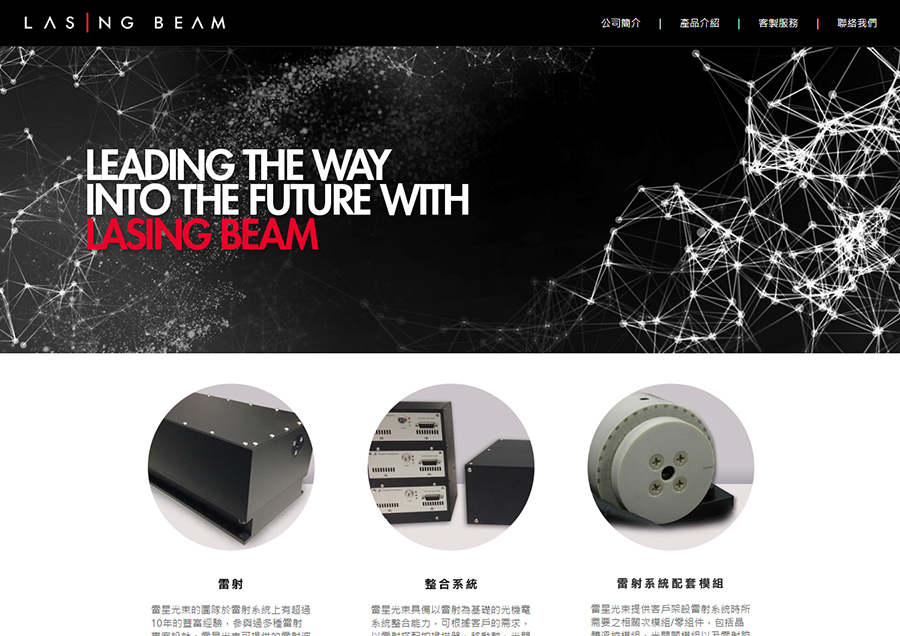 LASING BEAM
公司簡介 | 產品介紹 | 客製服務 | 聯絡我們
LEADING THE WAY
INTO THE FUTURE WITH
LASING BEAM
雷射
雷星光束的團隊於雷射系統上有超過
10年的豐富經驗，參與過多種雷射
整合系統
雷星光束具備以雷射為基礎的光機電
系統整合能力，可根據客戶的需求，
雷射系統配套模組
雷星光束提供客戶架設雷射系統時所
需要之相關次模組/零組件，包括晶